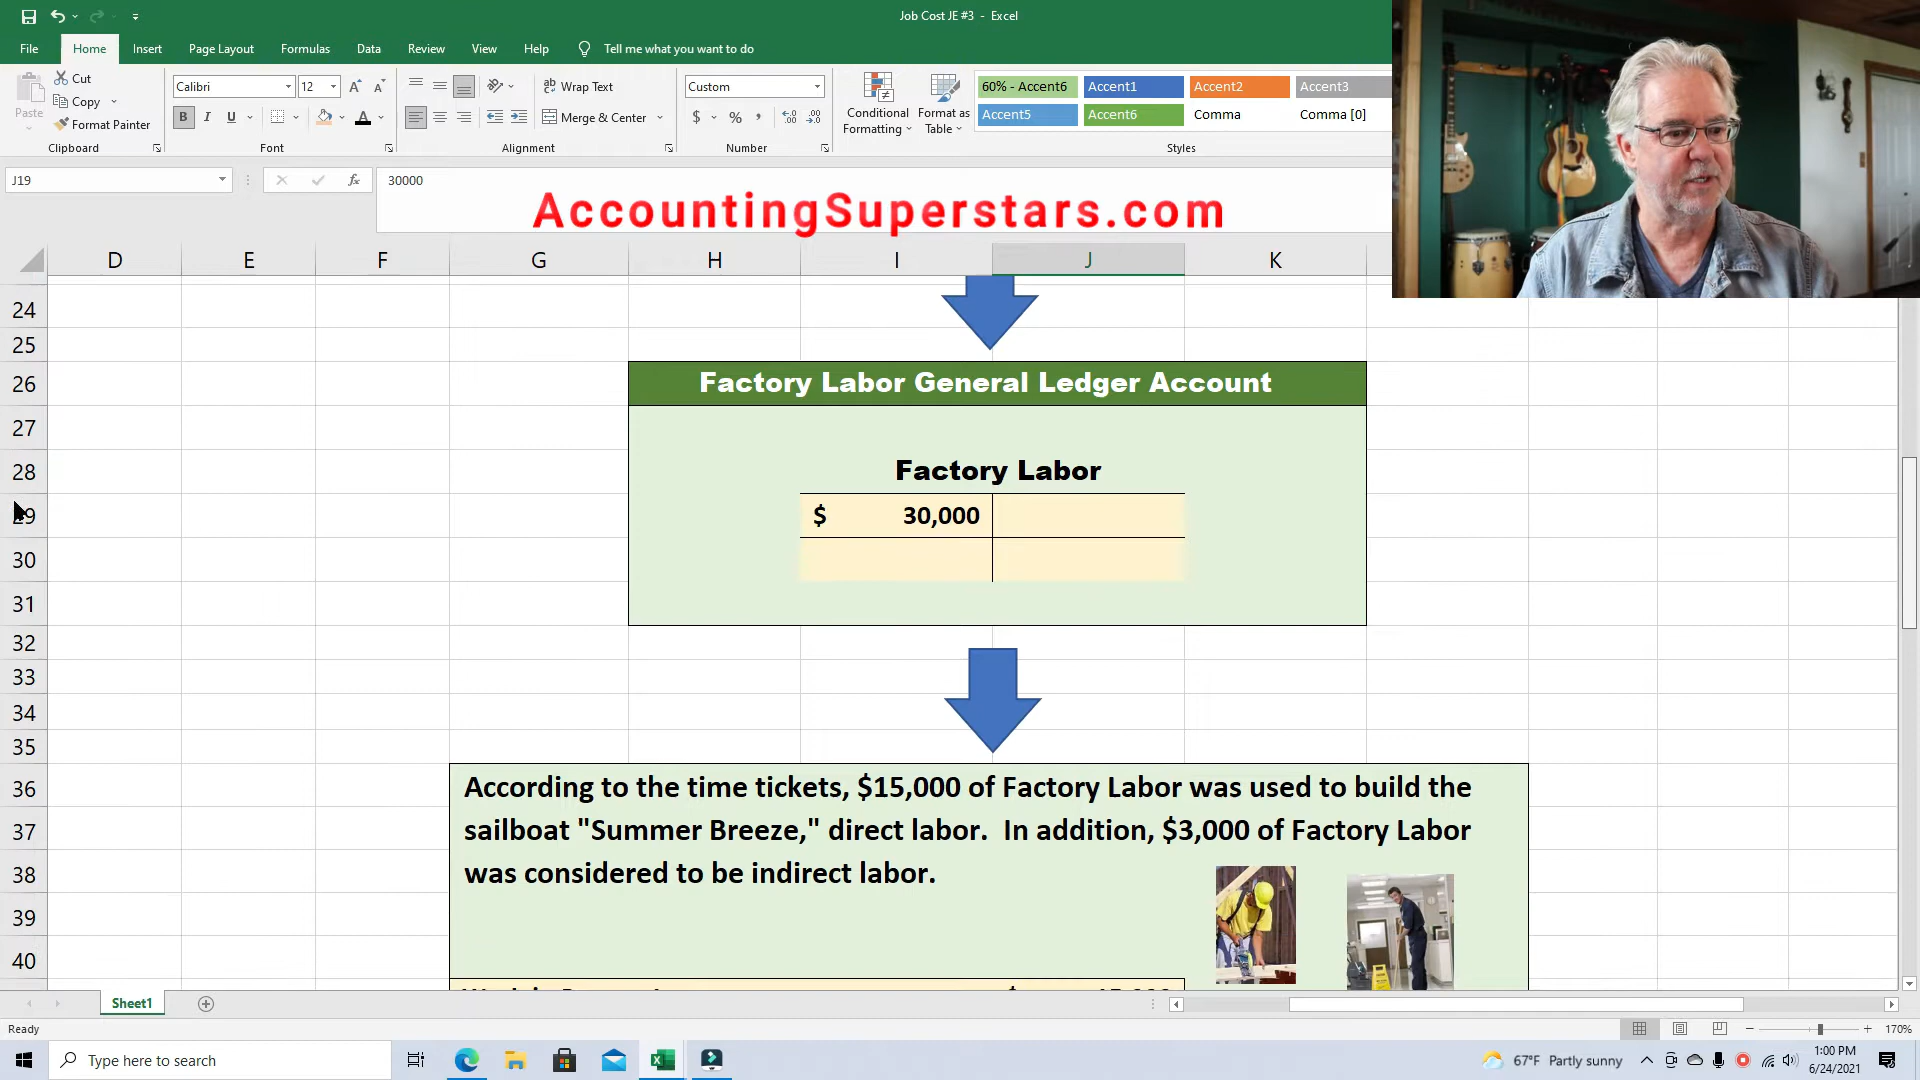 Job Cost JE #3 - Excel
File Home Insert Page Layout Formulas Data Review View Help Tell me what you want to do
Paste
Cut
Copy
Format Painter
Clipboard
Calibri 12
B I U
Font
Wrap Text
Merge & Center
Alignment
Custom
$ % ,
Number
Conditional Formatting
Format as Table
60% - Accent6 Accent1 Accent2 Accent3
Accent5 Accent6 Comma Comma [0]
Styles
J19 fx 30000
AccountingSuperstars.com
D E F G H I J K
24
25
26 Factory Labor General Ledger Account
27
28 Factory Labor
29 $ 30,000
30
31
32
33
34
35
36 According to the time tickets, $15,000 of Factory Labor was used to build the
37 sailboat "Summer Breeze," direct labor. In addition, $3,000 of Factory Labor
38 was considered to be indirect labor.
39
40
Sheet1
Ready 170%
Type here to search
67°F Partly sunny
1:00 PM
6/24/2021